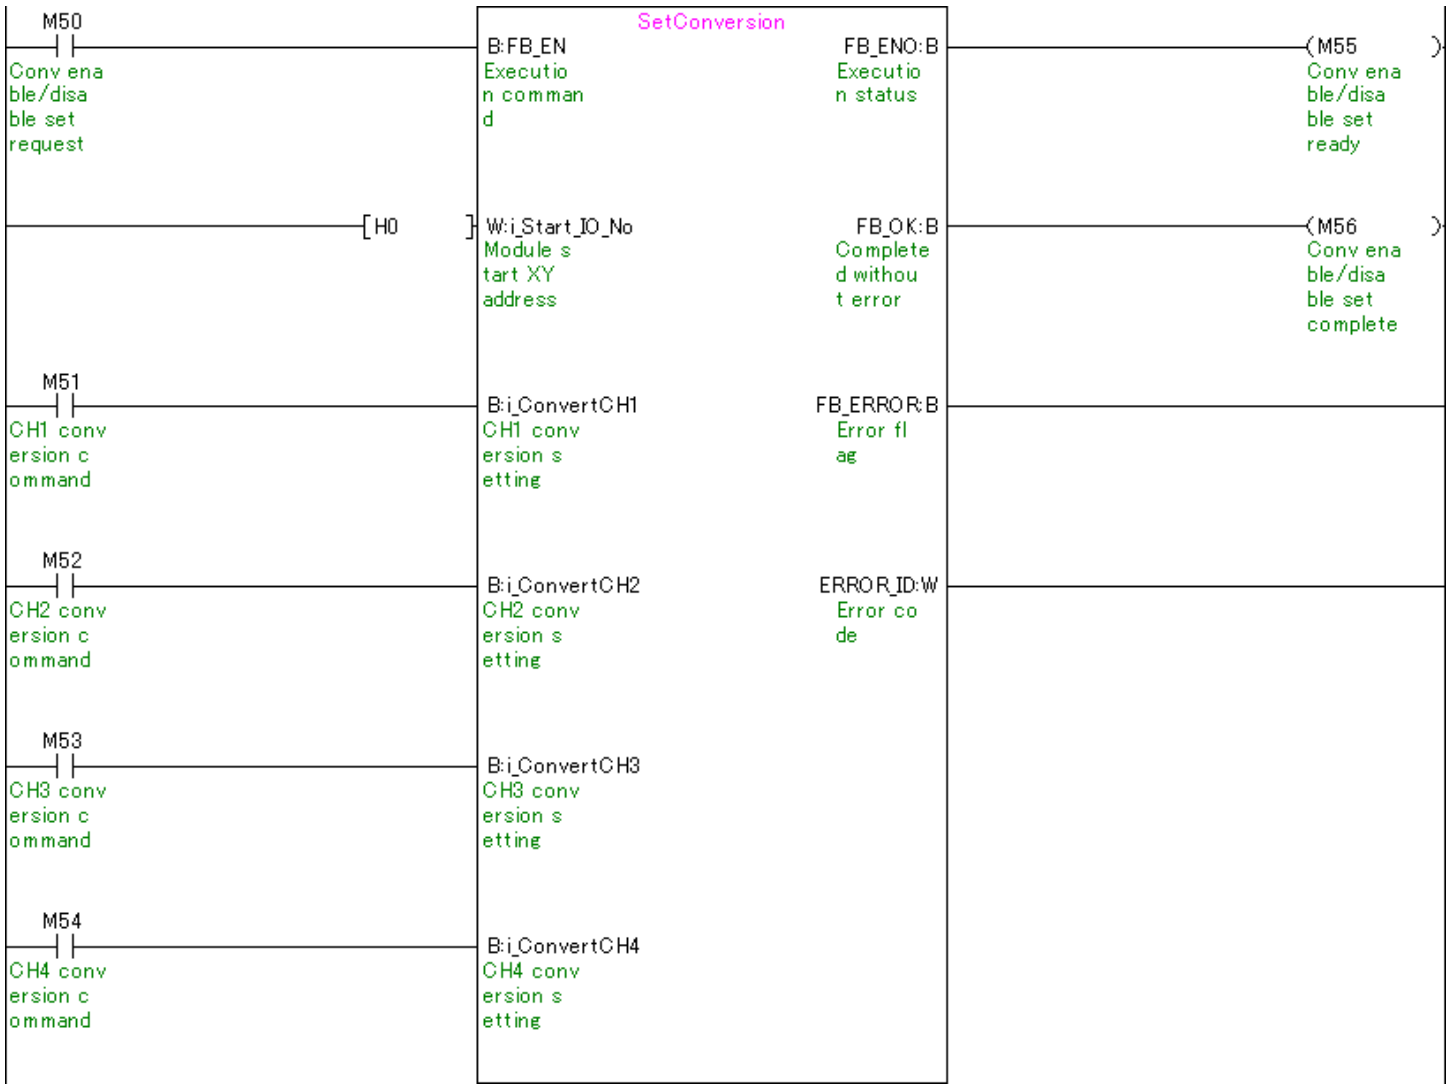 M50
SetConversion
B:FB_EN
FB_ENO:B
(M55 )
Conv ena
ble/disa
ble set
request
Executio
n comman
d
Executio
n status
Conv ena
ble/disa
ble set
ready
[H0 ]
W:i_Start_IO_No
FB_OK:B
(M56 )
Module s
tart XY
address
Complete
d withou
t error
Conv ena
ble/disa
ble set
complete
M51
B:i_ConvertCH1
FB_ERROR:B
CH1 conv
ersion c
ommand
CH1 conv
ersion s
etting
Error fl
ag
M52
B:i_ConvertCH2
ERROR_ID:W
CH2 conv
ersion c
ommand
CH2 conv
ersion s
etting
Error co
de
M53
B:i_ConvertCH3
CH3 conv
ersion c
ommand
CH3 conv
ersion s
etting
M54
B:i_ConvertCH4
CH4 conv
ersion c
ommand
CH4 conv
ersion s
etting